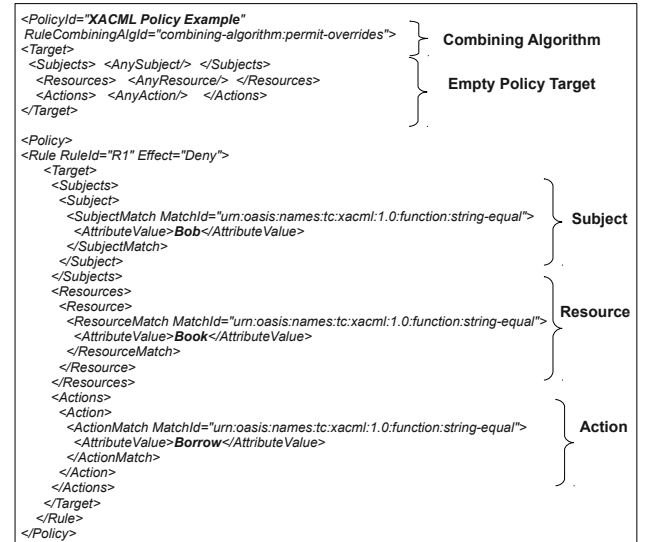 <PolicyId="XACML Policy Example"
RuleCombiningAlgId="combining-algorithm:permit-overrides">
Combining Algorithm
<Target>
<Subjects> <AnySubject/> </Subjects>
<Resources> <AnyResource/> </Resources>
<Actions> <AnyAction/> </Actions>
</Target>
Empty Policy Target
<Policy>
<Rule RuleId="R1" Effect="Deny">
<Target>
<Subjects>
<Subject>
<SubjectMatch MatchId="urn:oasis:names:tc:xacml:1.0:function:string-equal">
<AttributeValue>Bob</AttributeValue>
</SubjectMatch>
</Subject>
</Subjects>
Subject
<Resources>
<Resource>
<ResourceMatch MatchId="urn:oasis:names:tc:xacml:1.0:function:string-equal">
<AttributeValue>Book</AttributeValue>
</ResourceMatch>
</Resource>
</Resources>
Resource
<Actions>
<Action>
<ActionMatch MatchId="urn:oasis:names:tc:xacml:1.0:function:string-equal">
<AttributeValue>Borrow</AttributeValue>
</ActionMatch>
</Action>
</Actions>
Action
</Target>
</Rule>
</Policy>